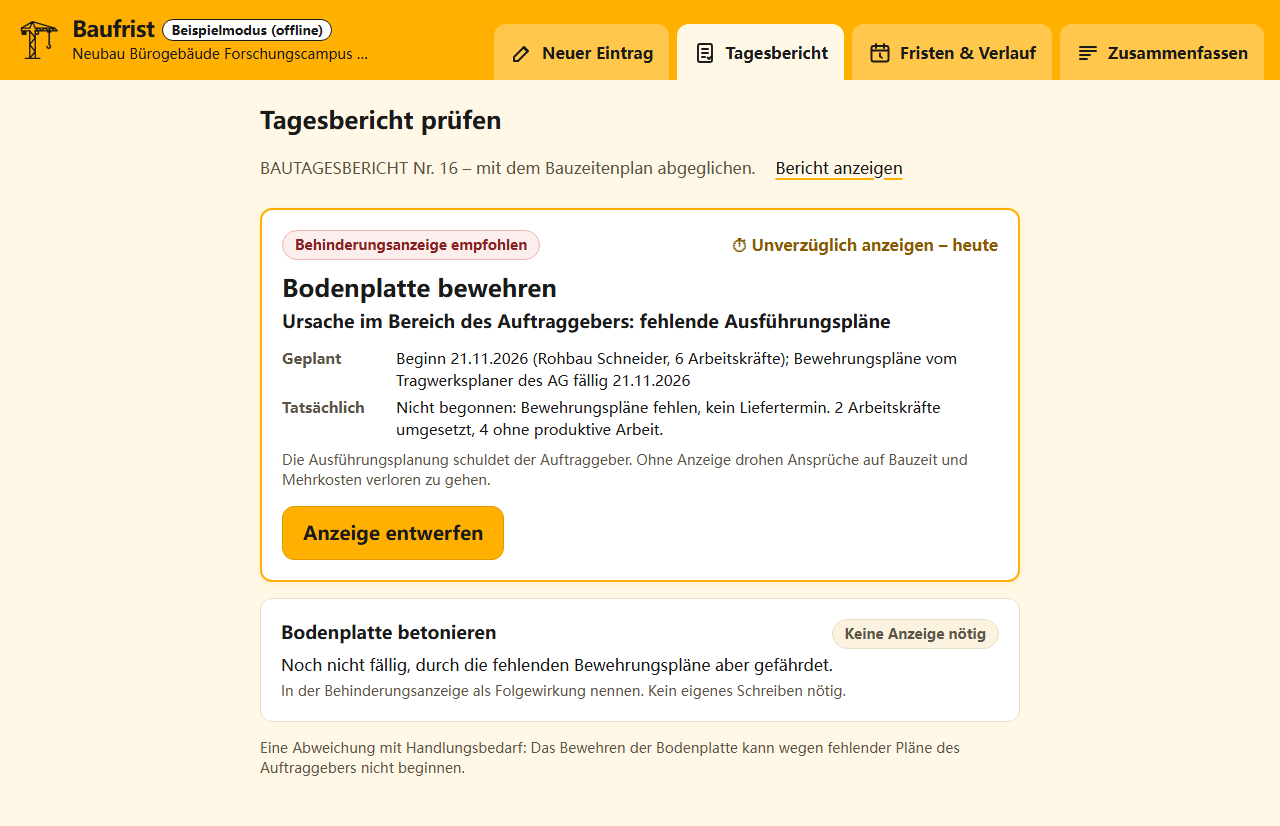 Baufrist Beispielmodus (offline)
Neubau Bürogebäude Forschungscampus ...
Neuer Eintrag
Tagesbericht
Fristen & Verlauf
Zusammenfassen
Tagesbericht prüfen
BAUTAGESBERICHT Nr. 16 – mit dem Bauzeitenplan abgeglichen. Bericht anzeigen
Behinderungsanzeige empfohlen
⏱ Unverzüglich anzeigen – heute
Bodenplatte bewehren
Ursache im Bereich des Auftraggebers: fehlende Ausführungspläne
Geplant Beginn 21.11.2026 (Rohbau Schneider, 6 Arbeitskräfte); Bewehrungspläne vom
Tragwerksplaner des AG fällig 21.11.2026
Tatsächlich Nicht begonnen: Bewehrungspläne fehlen, kein Liefertermin. 2 Arbeitskräfte
umgesetzt, 4 ohne produktive Arbeit.
Die Ausführungsplanung schuldet der Auftraggeber. Ohne Anzeige drohen Ansprüche auf Bauzeit und
Mehrkosten verloren zu gehen.
Anzeige entwerfen
Bodenplatte betonieren
Keine Anzeige nötig
Noch nicht fällig, durch die fehlenden Bewehrungspläne aber gefährdet.
In der Behinderungsanzeige als Folgewirkung nennen. Kein eigenes Schreiben nötig.
Eine Abweichung mit Handlungsbedarf: Das Bewehren der Bodenplatte kann wegen fehlender Pläne des
Auftraggebers nicht beginnen.